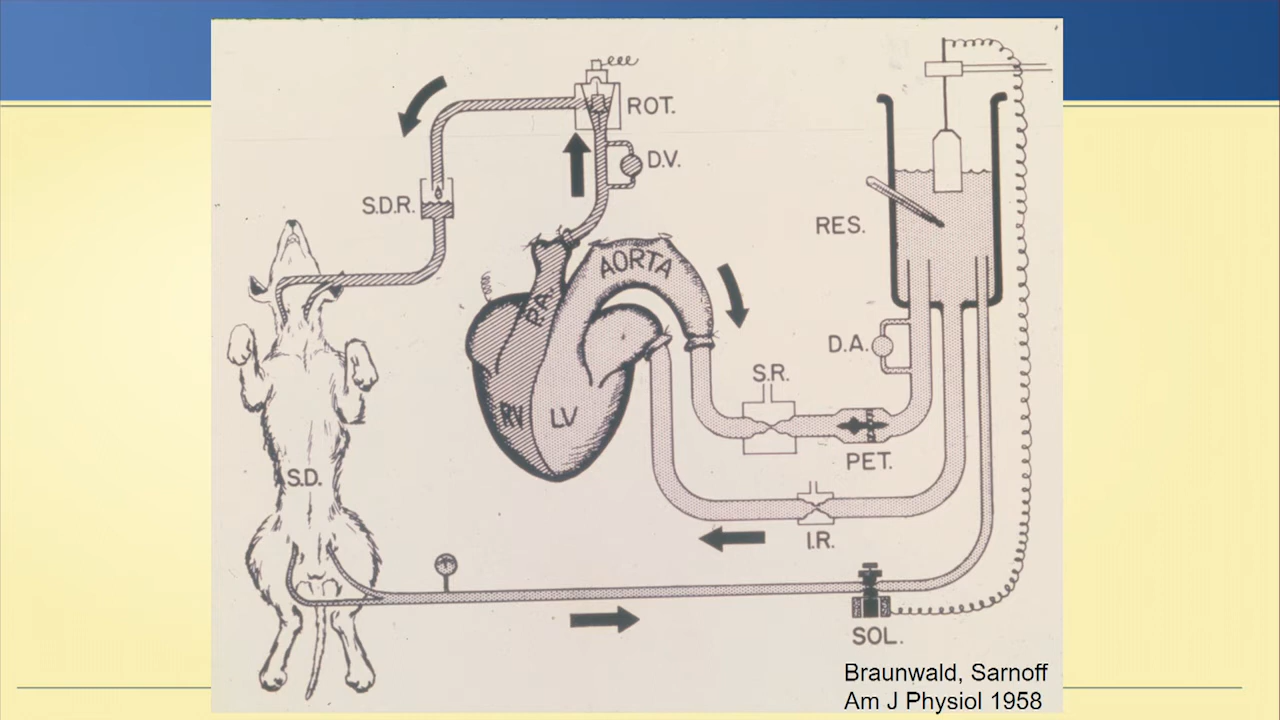 ROT.
D.V.
S.D.R.
RES.
AORTA
P.A.
D.A.
S.R.
RV
LV
PET.
S.D.
I.R.
SOL.
Braunwald, Sarnoff
Am J Physiol 1958